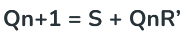 Qn+1 = S + QnR’